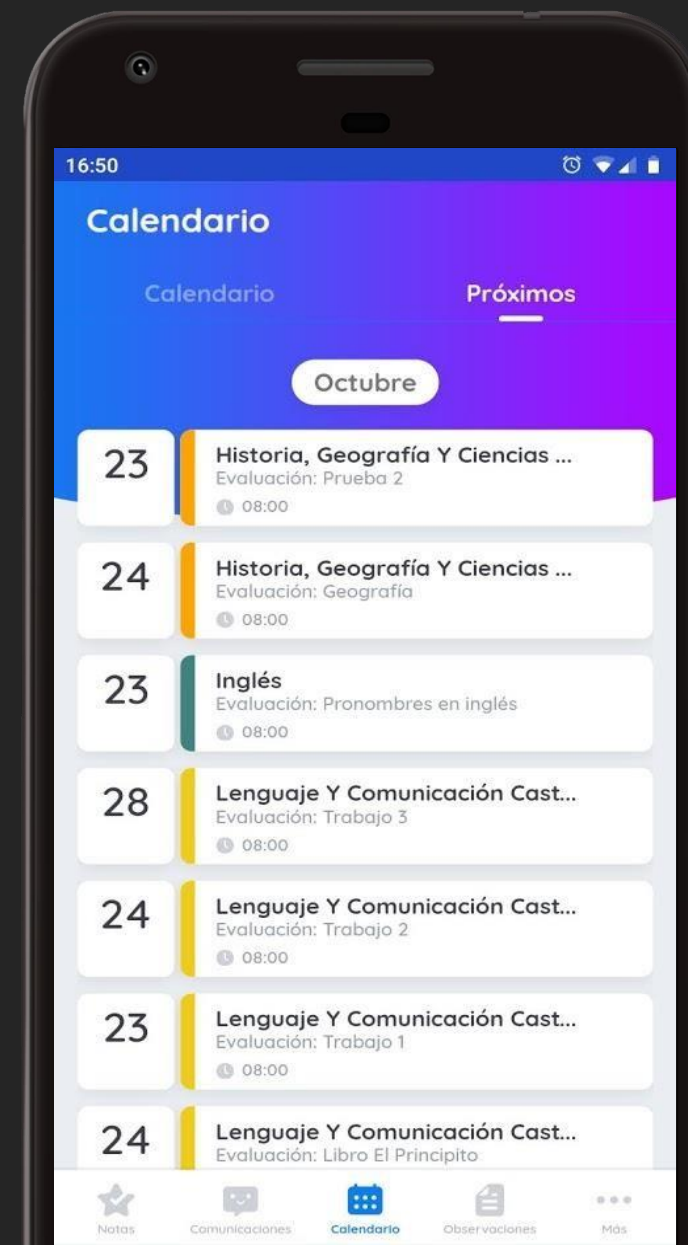 16:50
Calendario
Calendario Próximos
Octubre
23
Historia, Geografía Y Ciencias ...
Evaluación: Prueba 2
08:00
24
Historia, Geografía Y Ciencias ...
Evaluación: Geografía
08:00
23
Inglés
Evaluación: Pronombres en inglés
08:00
28
Lenguaje Y Comunicación Cast...
Evaluación: Trabajo 3
08:00
24
Lenguaje Y Comunicación Cast...
Evaluación: Trabajo 2
08:00
23
Lenguaje Y Comunicación Cast...
Evaluación: Trabajo 1
08:00
24
Lenguaje Y Comunicación Cast...
Evaluación: Libro El Principito
Notas Comunicaciones Calendario Observaciones Más